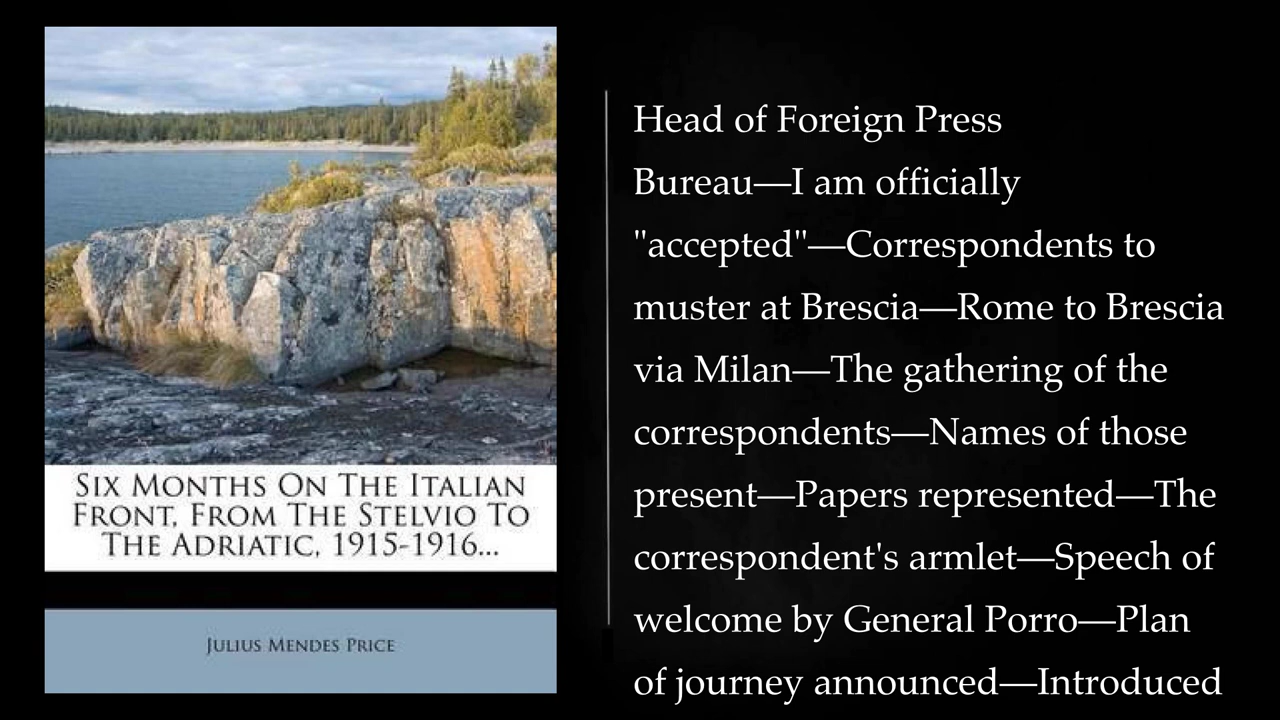 SIX MONTHS ON THE ITALIAN
FRONT, FROM THE STELVIO TO
THE ADRIATIC, 1915-1916...
JULIUS MENDES PRICE
Head of Foreign Press
Bureau—I am officially
"accepted"—Correspondents to
muster at Brescia—Rome to Brescia
via Milan—The gathering of the
correspondents—Names of those
present—Papers represented—The
correspondent's armlet—Speech of
welcome by General Porro—Plan
of journey announced—Introduced